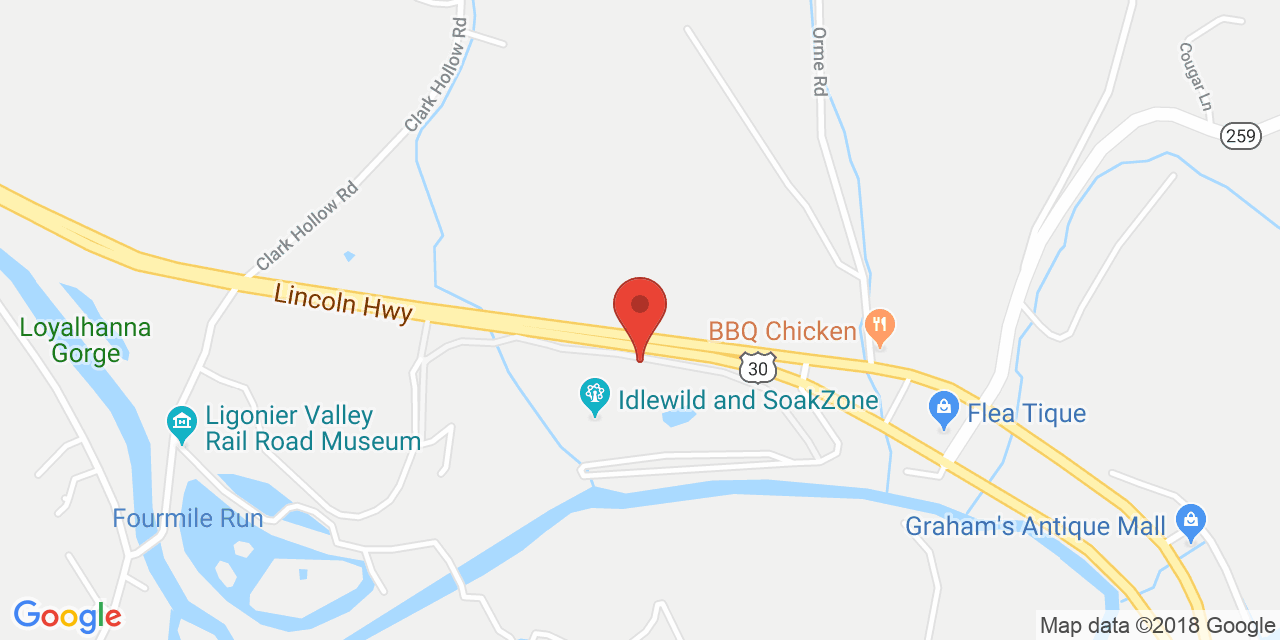 Clark Hollow Rd
Orme Rd
Cougar Ln
259
Clark Hollow Rd
Lincoln Hwy
Loyalhanna
Gorge
BBQ Chicken
30
Idlewild and SoakZone
Flea Tique
Ligonier Valley
Rail Road Museum
Fourmile Run
Graham's Antique Mall
Google
Map data ©2018 Google